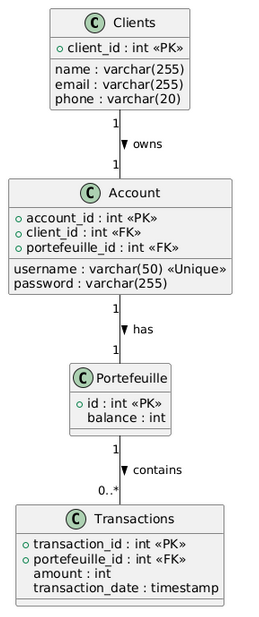 C Clients
client_id : int «PK»
name : varchar(255)
email : varchar(255)
phone : varchar(20)
1
owns
1
C Account
account_id : int «PK»
client_id : int «FK»
portefeuille_id : int «FK»
username : varchar(50) «Unique»
password : varchar(255)
1
has
1
C Portefeuille
id : int «PK»
balance : int
1
contains
0..*
C Transactions
transaction_id : int «PK»
portefeuille_id : int «FK»
amount : int
transaction_date : timestamp